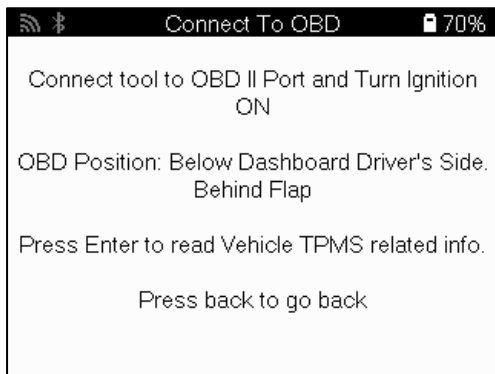 Connect To OBD 70%
Connect tool to OBD II Port and Turn Ignition
ON
OBD Position: Below Dashboard Driver's Side.
Behind Flap
Press Enter to read Vehicle TPMS related info.
Press back to go back